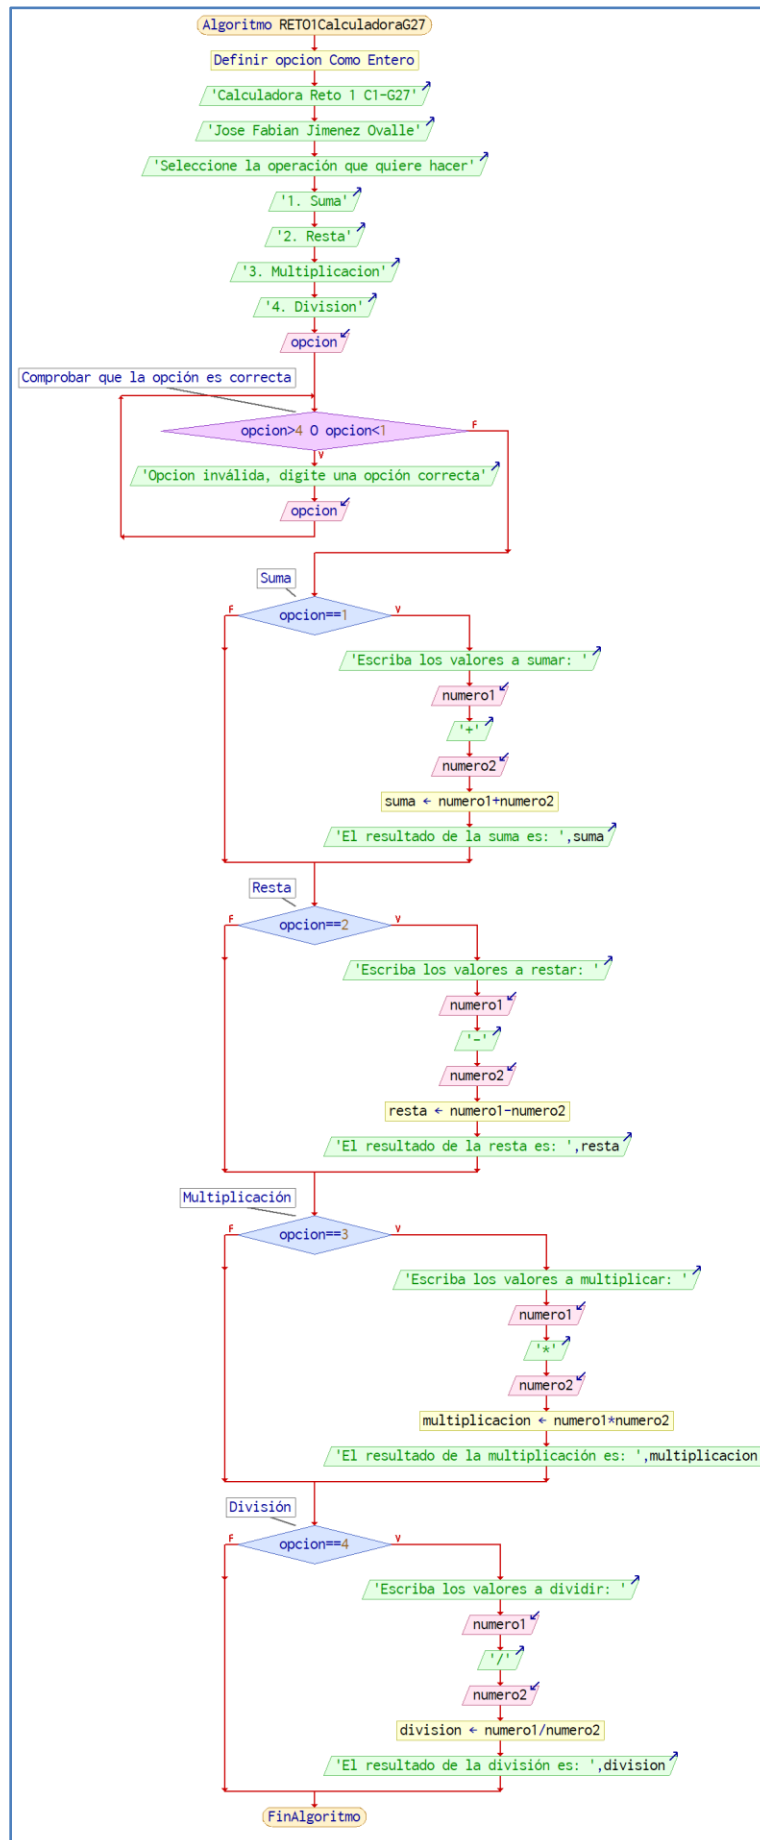 Algoritmo RETO1CalculadoraG27
Definir opcion Como Entero
'Calculadora Reto 1 C1-G27'
'Jose Fabian Jimenez Ovalle'
'Seleccione la operación que quiere hacer'
'1. Suma'
'2. Resta'
'3. Multiplicacion'
'4. Division'
opcion
Comprobar que la opción es correcta
opcion>4 O opcion<1
F
V
'Opcion inválida, digite una opción correcta'
opcion
Suma
F
opcion==1
V
'Escriba los valores a sumar: '
numero1
'+'
numero2
suma ← numero1+numero2
'El resultado de la suma es: ',suma
Resta
F
opcion==2
V
'Escriba los valores a restar: '
numero1
'-'
numero2
resta ← numero1-numero2
'El resultado de la resta es: ',resta
Multiplicación
F
opcion==3
V
'Escriba los valores a multiplicar: '
numero1
'*'
numero2
multiplicacion ← numero1*numero2
'El resultado de la multiplicación es: ',multiplicacion
División
F
opcion==4
V
'Escriba los valores a dividir: '
numero1
'/'
numero2
division ← numero1/numero2
'El resultado de la división es: ',division
FinAlgoritmo